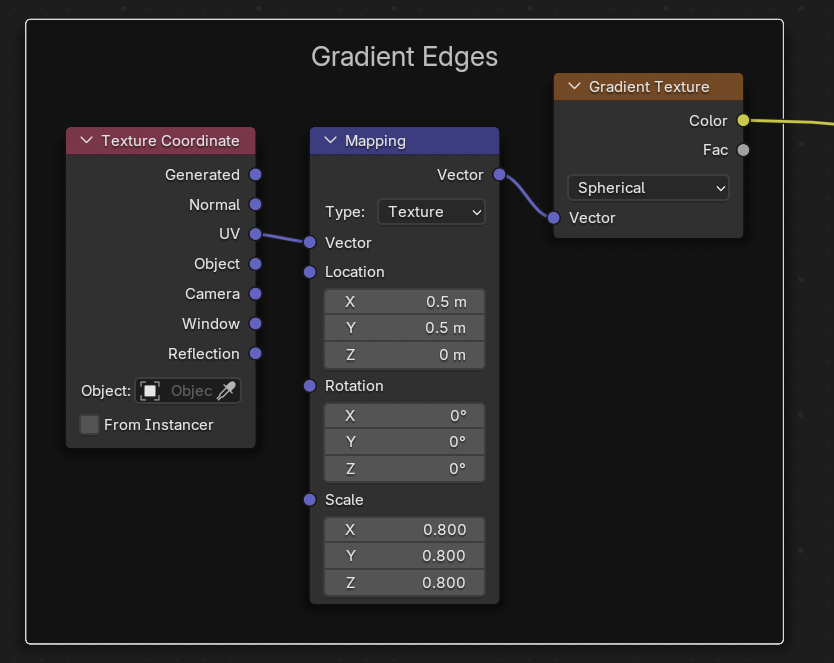 Gradient Edges
Texture Coordinate
Generated
Normal
UV
Object
Camera
Window
Reflection
Object: Objec
From Instancer
Mapping
Vector
Type: Texture
Vector
Location
X 0.5 m
Y 0.5 m
Z 0 m
Rotation
X 0°
Y 0°
Z 0°
Scale
X 0.800
Y 0.800
Z 0.800
Gradient Texture
Color
Fac
Spherical
Vector